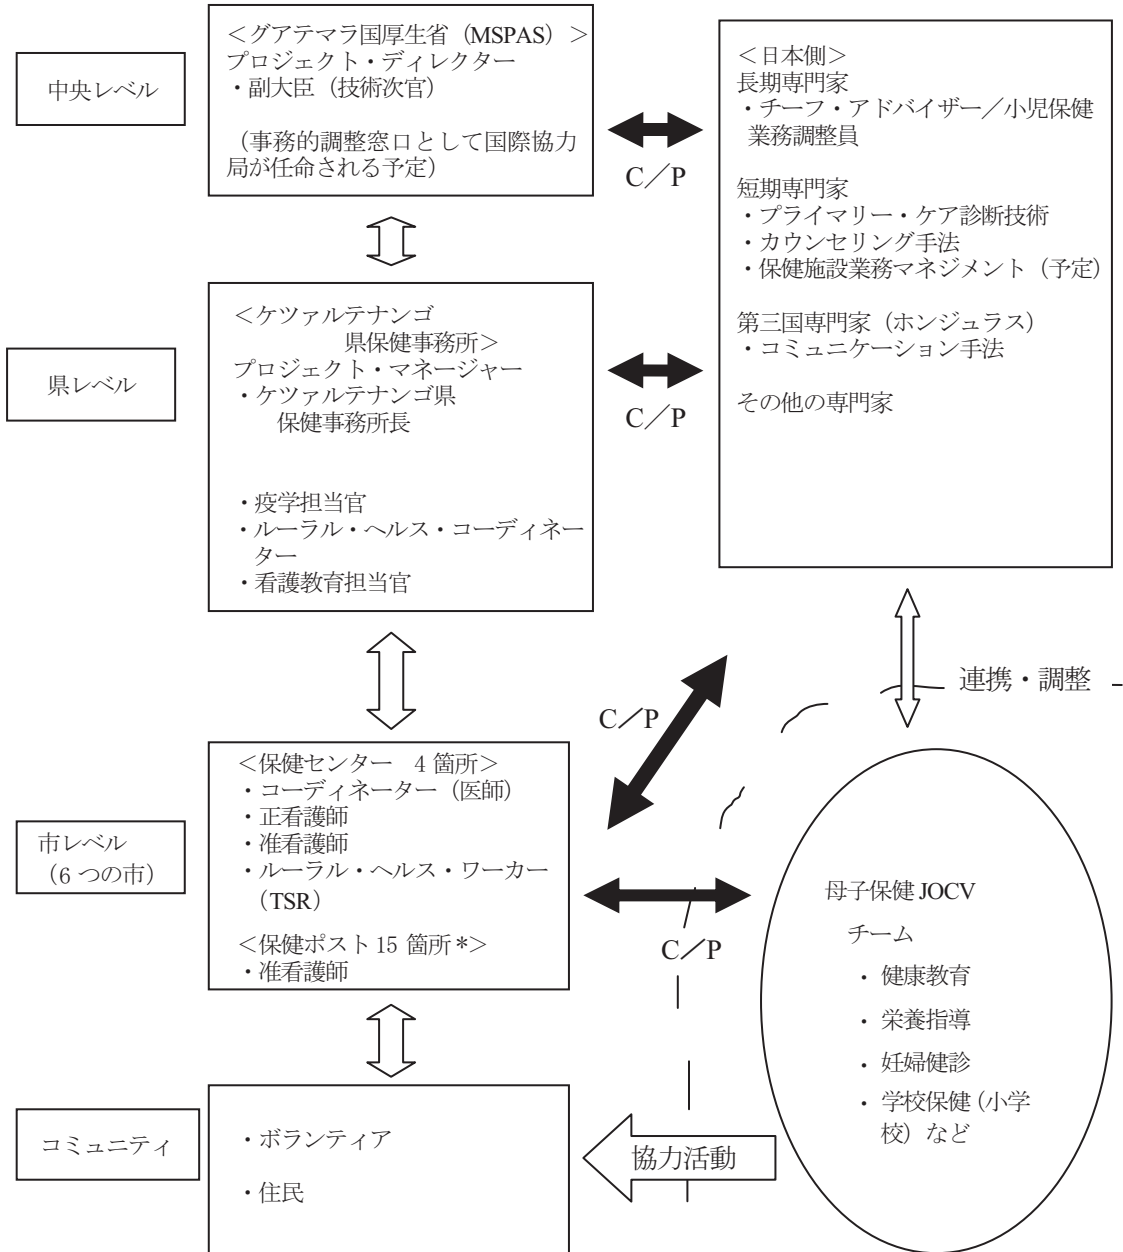 中央レベル
＜グアテマラ国厚生省（MSPAS）＞
プロジェクト・ディレクター
・副大臣（技術次官）
（事務的調整窓口として国際協力
局が任命される予定）
C／P
＜日本側＞
長期専門家
・チーフ・アドバイザー／小児保健
業務調整員
短期専門家
・プライマリー・ケア診断技術
・カウンセリング手法
・保健施設業務マネジメント（予定）
第三国専門家（ホンジュラス）
・コミュニケーション手法
その他の専門家
県レベル
＜ケツァルテナンゴ
県保健事務所＞
プロジェクト・マネージャー
・ケツァルテナンゴ県
保健事務所長
・疫学担当官
・ルーラル・ヘルス・コーディネー
ター
・看護教育担当官
C／P
連携・調整
C／P
市レベル
（6 つの市）
＜保健センター　4 箇所＞
・コーディネーター（医師）
・正看護師
・准看護師
・ルーラル・ヘルス・ワーカー
（TSR）
＜保健ポスト 15 箇所 *＞
・准看護師
C／P
母子保健 JOCV
チーム
・ 健康教育
・ 栄養指導
・ 妊婦健診
・ 学校保健（小学
校）など
コミュニティ
・ボランティア
・住民
協力活動